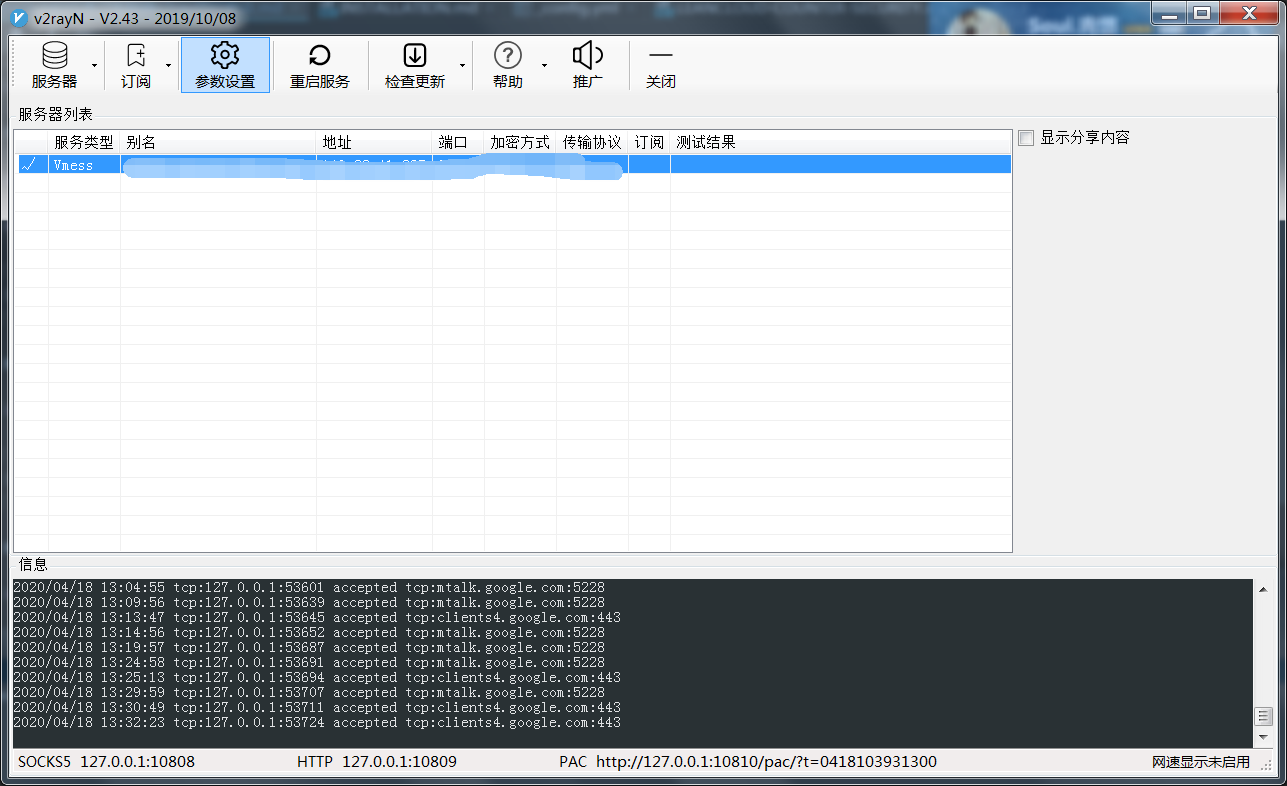 v2rayN - V2.43 - 2019/10/08
服务器 订阅 参数设置 重启服务 检查更新 帮助 推广 关闭
服务器列表
服务类型 别名 地址 端口 加密方式 传输协议 订阅 测试结果
显示分享内容
Vmess
信息
2020/04/18 13:04:55 tcp:127.0.0.1:53601 accepted tcp:mtalk.google.com:5228
2020/04/18 13:09:56 tcp:127.0.0.1:53639 accepted tcp:mtalk.google.com:5228
2020/04/18 13:13:47 tcp:127.0.0.1:53645 accepted tcp:clients4.google.com:443
2020/04/18 13:14:56 tcp:127.0.0.1:53652 accepted tcp:mtalk.google.com:5228
2020/04/18 13:19:57 tcp:127.0.0.1:53687 accepted tcp:mtalk.google.com:5228
2020/04/18 13:24:58 tcp:127.0.0.1:53691 accepted tcp:mtalk.google.com:5228
2020/04/18 13:25:13 tcp:127.0.0.1:53694 accepted tcp:clients4.google.com:443
2020/04/18 13:29:59 tcp:127.0.0.1:53707 accepted tcp:mtalk.google.com:5228
2020/04/18 13:30:49 tcp:127.0.0.1:53711 accepted tcp:clients4.google.com:443
2020/04/18 13:32:23 tcp:127.0.0.1:53724 accepted tcp:clients4.google.com:443
SOCKS5 127.0.0.1:10808 HTTP 127.0.0.1:10809 PAC http://127.0.0.1:10810/pac/?t=0418103931300 网速显示未启用